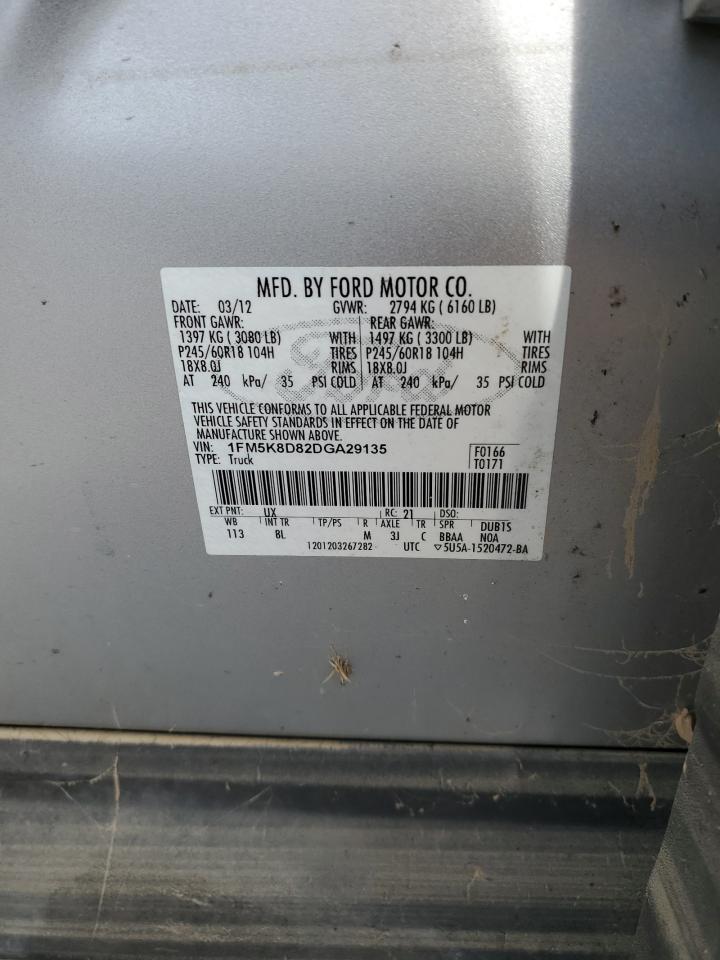 MFD. BY FORD MOTOR CO.
DATE: 03/12 GVWR: 2794 KG ( 6160 LB)
FRONT GAWR: REAR GAWR:
1397 KG ( 3080 LB) WITH 1497 KG ( 3300 LB) WITH
P245/60R18 104H TIRES P245/60R18 104H TIRES
18X8.0J RIMS 18X8.0J RIMS
AT 240 kPa/ 35 PSI COLD AT 240 kPa/ 35 PSI COLD
Ford
THIS VEHICLE CONFORMS TO ALL APPLICABLE FEDERAL MOTOR
VEHICLE SAFETY STANDARDS IN EFFECT ON THE DATE OF
MANUFACTURE SHOWN ABOVE.
VIN: 1FM5K8D82DGA29135 F0166
TYPE: Truck T0171
EXT PNT: UX RC: 21 DSO:
WB INT TR TP/PS R AXLE TR SPR DUB1S
113 BL M 3J C BBAA N0A
1201203267282 UTC ▽5U5A-1520472-BA